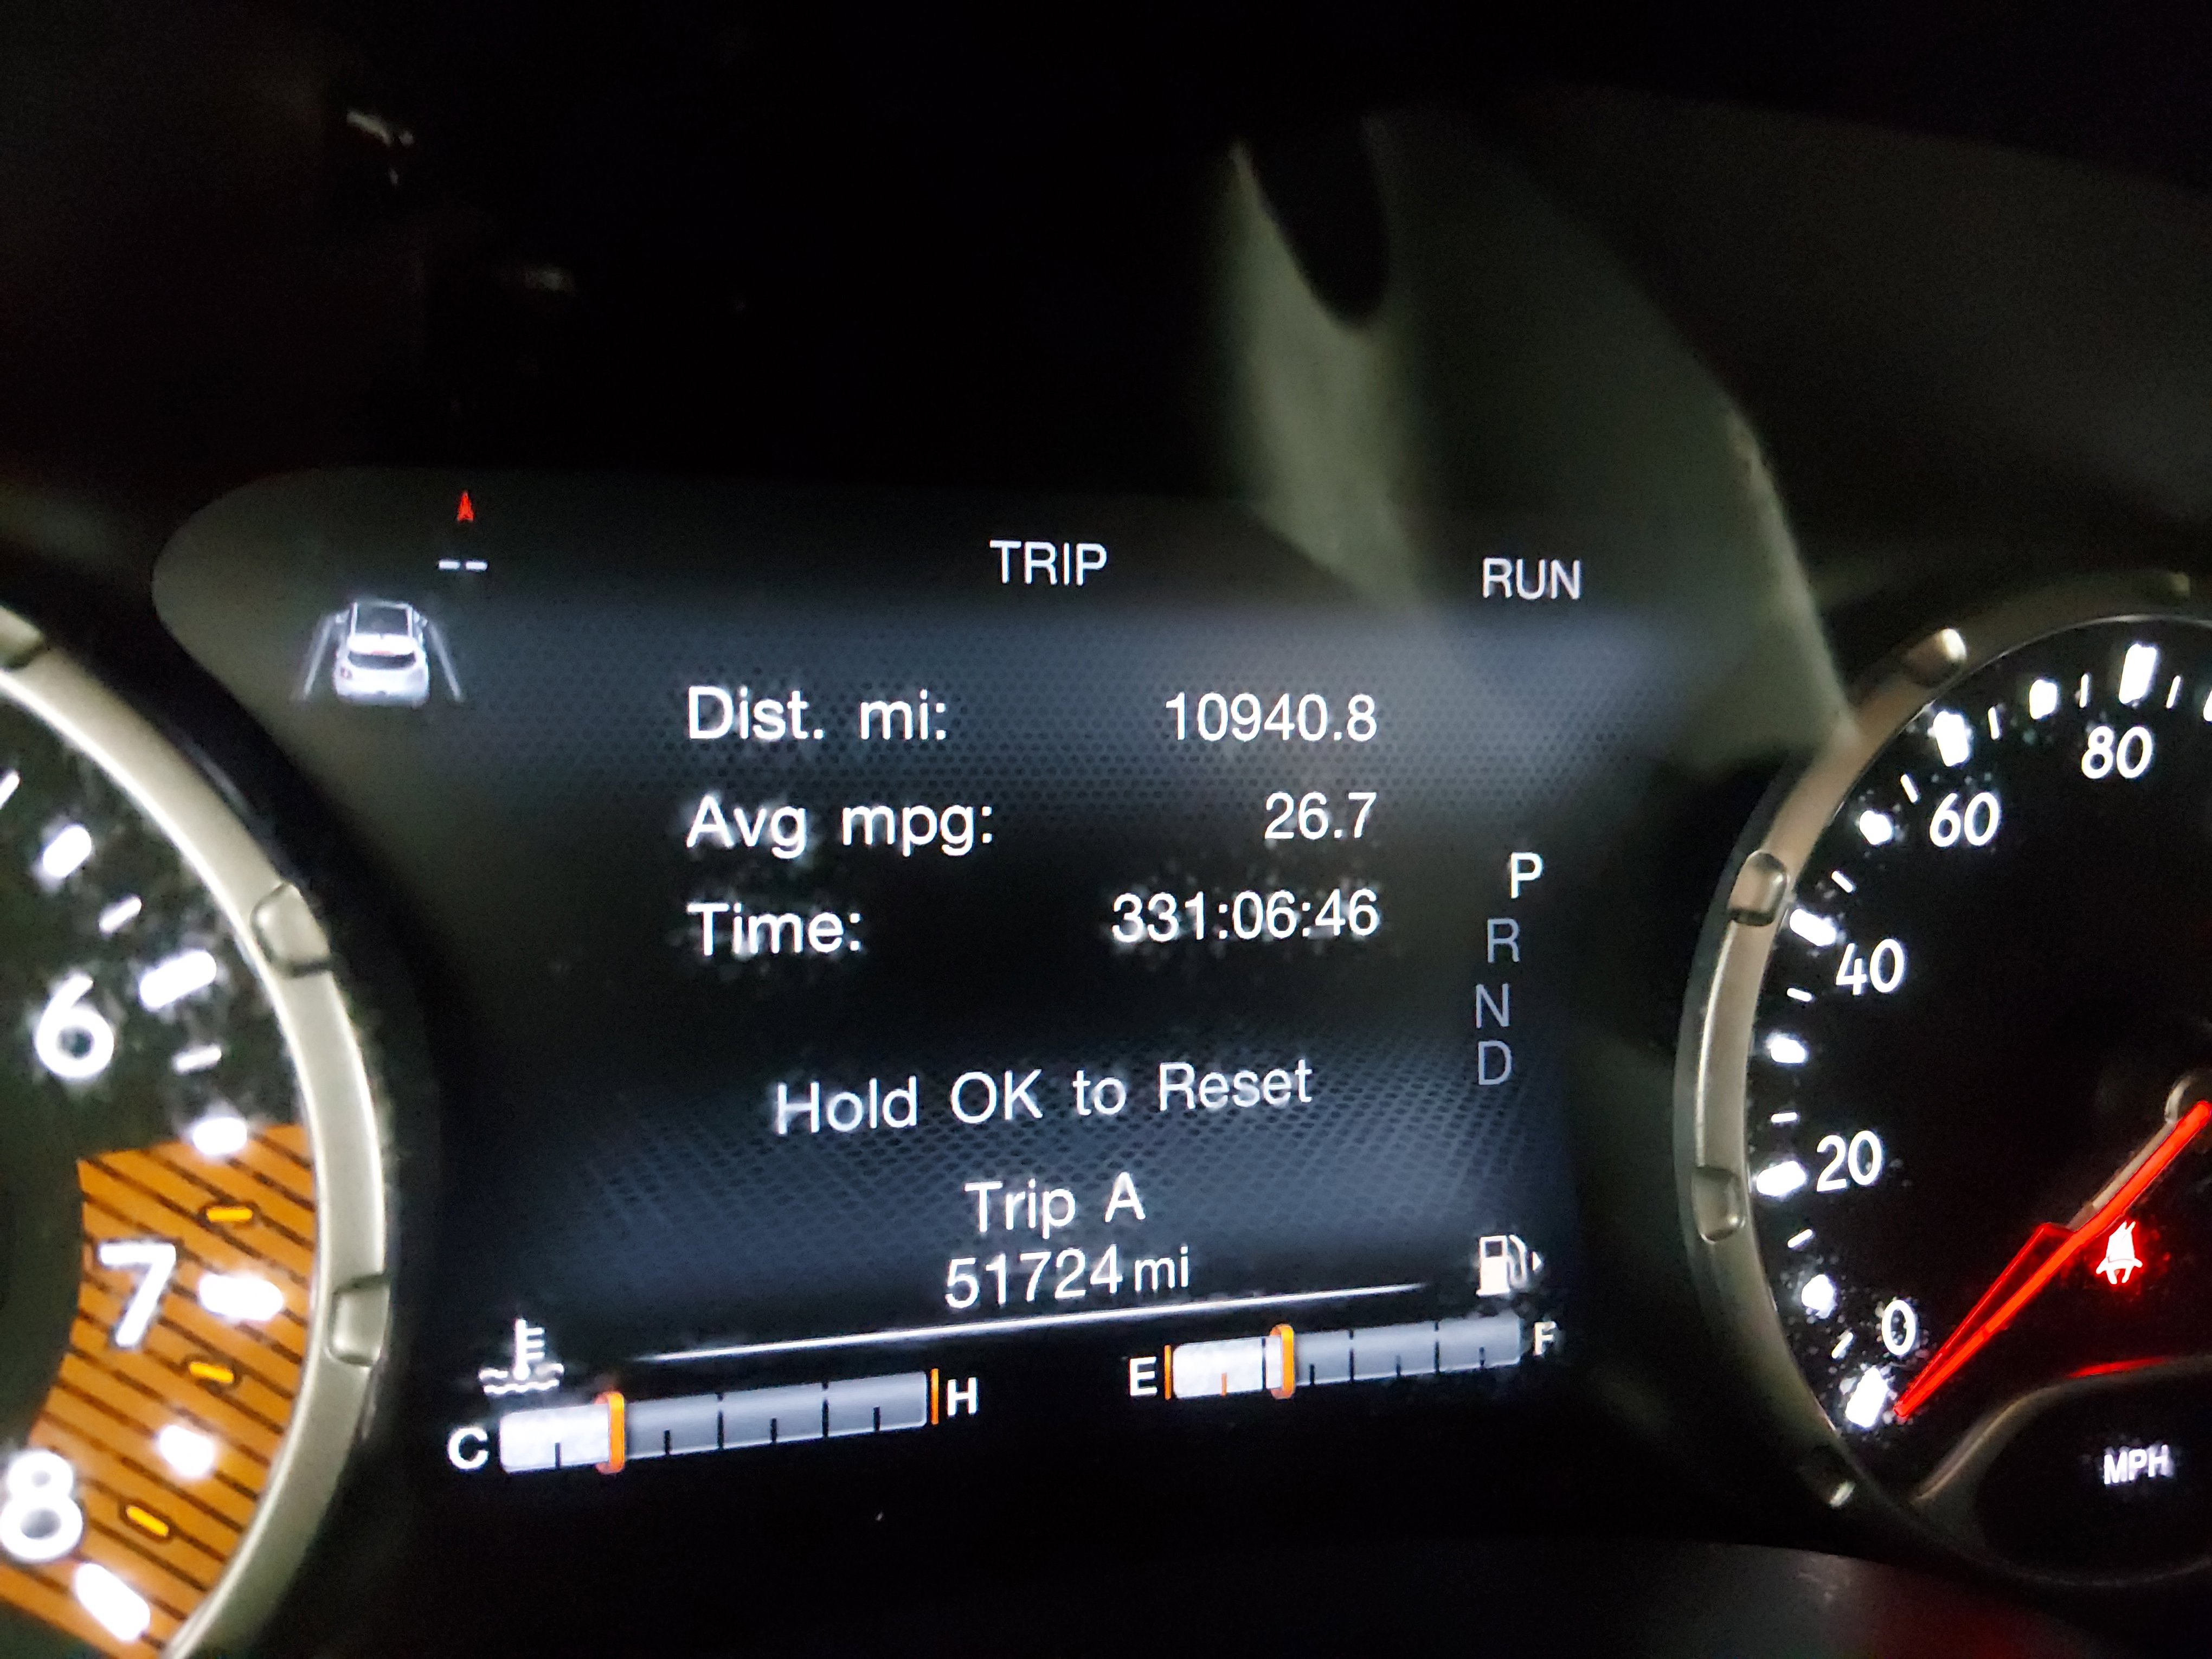 --
TRIP
RUN
Dist. mi: 10940.8
Avg mpg: 26.7
Time: 331:06:46
P
R
N
D
Hold OK to Reset
Trip A
51724 mi
C H
E F
6
7
8
80
60
40
20
0
MPH